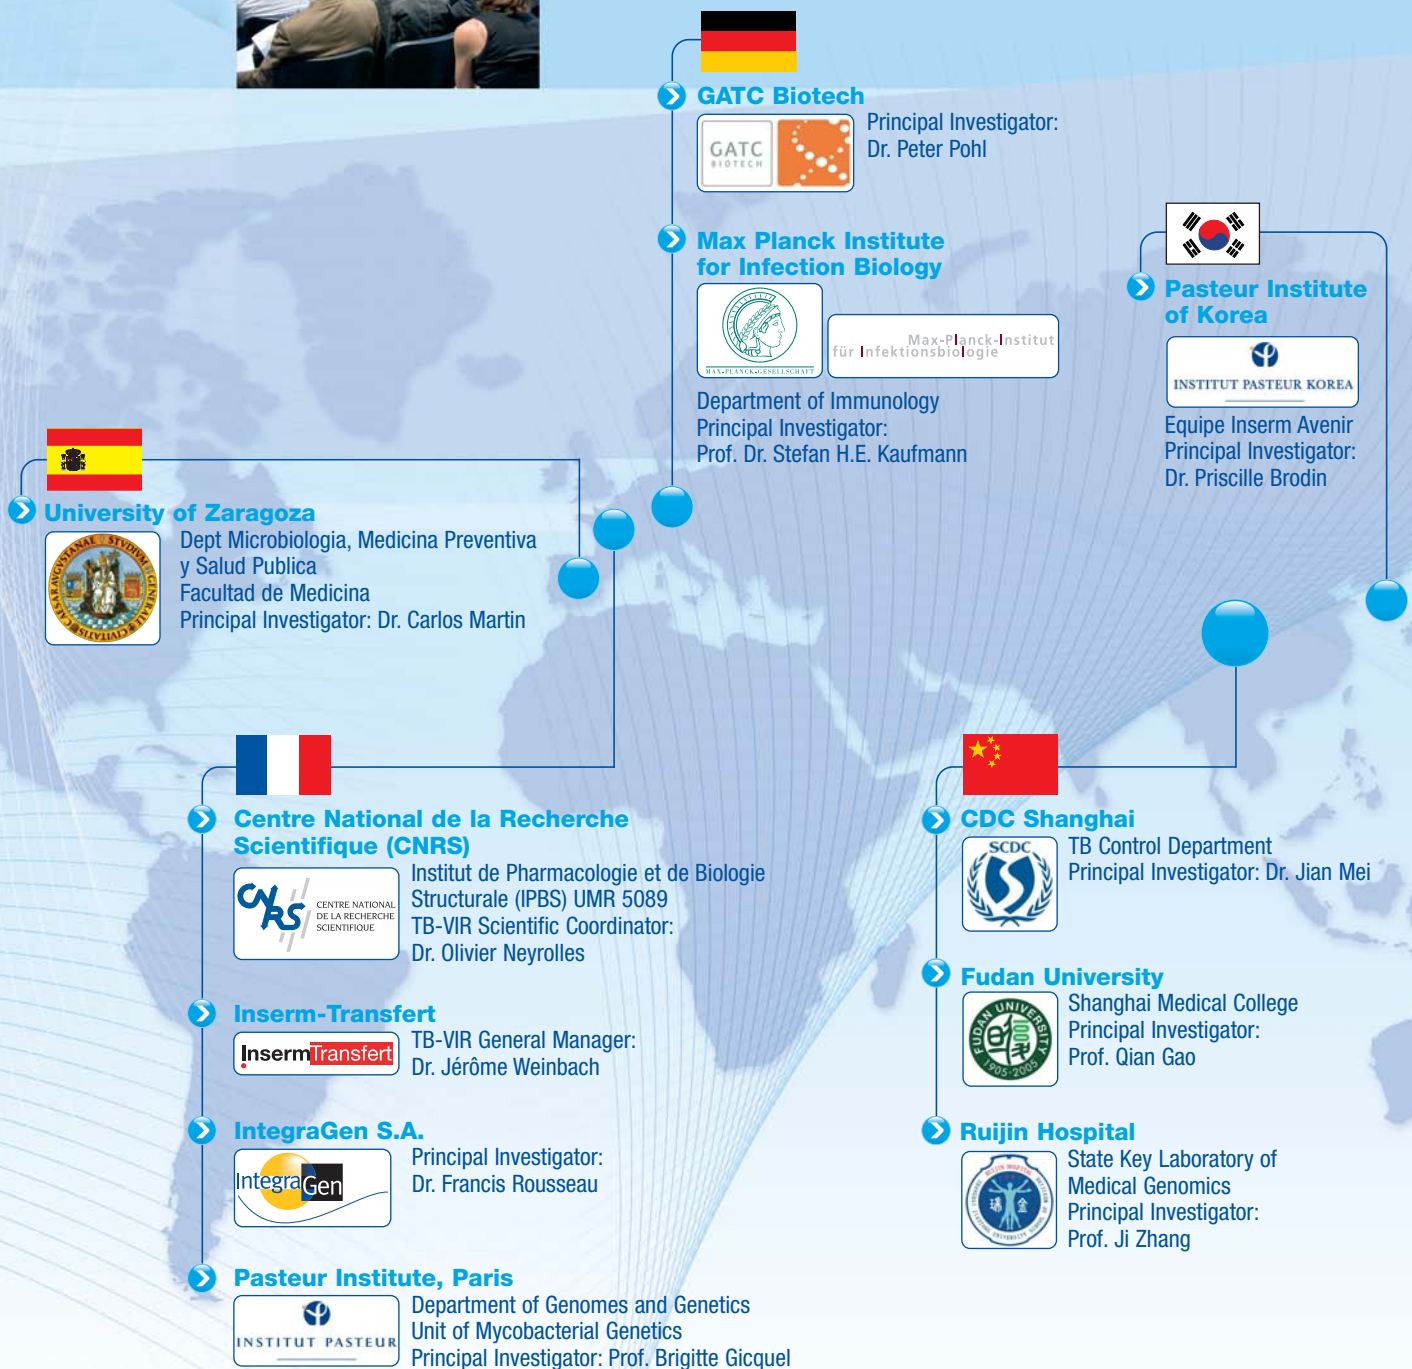 GATC Biotech
GATC
BIOTECH
Principal Investigator:
Dr. Peter Pohl
Max Planck Institute
for Infection Biology
MAX-PLANCK-GESELLSCHAFT
Max-Planck-Institut
für Infektionsbiologie
Department of Immunology
Principal Investigator:
Prof. Dr. Stefan H.E. Kaufmann
Pasteur Institute
of Korea
INSTITUT PASTEUR KOREA
Equipe Inserm Avenir
Principal Investigator:
Dr. Priscille Brodin
University of Zaragoza
Dept Microbiologia, Medicina Preventiva
y Salud Publica
Facultad de Medicina
Principal Investigator: Dr. Carlos Martin
Centre National de la Recherche
Scientifique (CNRS)
CNRS
CENTRE NATIONAL
DE LA RECHERCHE
SCIENTIFIQUE
Institut de Pharmacologie et de Biologie
Structurale (IPBS) UMR 5089
TB-VIR Scientific Coordinator:
Dr. Olivier Neyrolles
Inserm-Transfert
Inserm Transfert
TB-VIR General Manager:
Dr. Jérôme Weinbach
IntegraGen S.A.
IntegraGen
Principal Investigator:
Dr. Francis Rousseau
Pasteur Institute, Paris
INSTITUT PASTEUR
Department of Genomes and Genetics
Unit of Mycobacterial Genetics
Principal Investigator: Prof. Brigitte Gicquel
CDC Shanghai
SCDC
TB Control Department
Principal Investigator: Dr. Jian Mei
Fudan University
FUDAN UNIVERSITY
1905-2005
Shanghai Medical College
Principal Investigator:
Prof. Qian Gao
Ruijin Hospital
State Key Laboratory of
Medical Genomics
Principal Investigator:
Prof. Ji Zhang